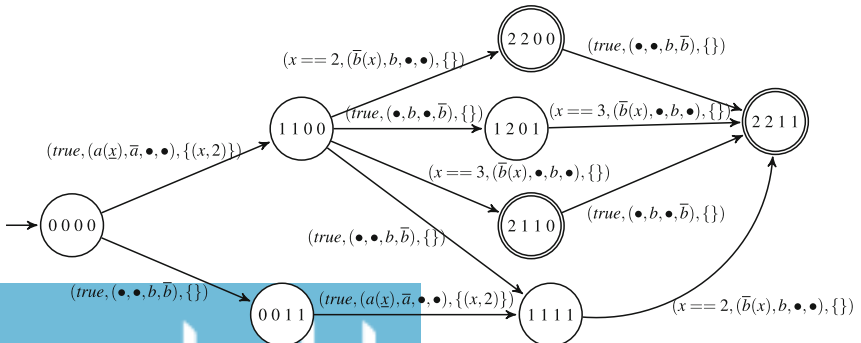 2 2 0 0
(true,(•,•,b,b̅),{})
(x == 2,(b̅(x),b,•,•),{})
(true,(•,b,•,b̅),{})
(x == 3,(b̅(x),•,b,•),{})
1 1 0 0
1 2 0 1
2 2 1 1
(true,(a(x̲),a̅,•,•),{(x,2)})
(x == 3,(b̅(x),•,b,•),{})
0 0 0 0
2 1 1 0
(true,(•,b,•,b̅),{})
(true,(•,•,b,b̅),{})
(true,(•,•,b,b̅),{})
(true,(a(x̲),a̅,•,•),{(x,2)})
(x == 2,(b̅(x),b,•,•),{})
0 0 1 1
1 1 1 1